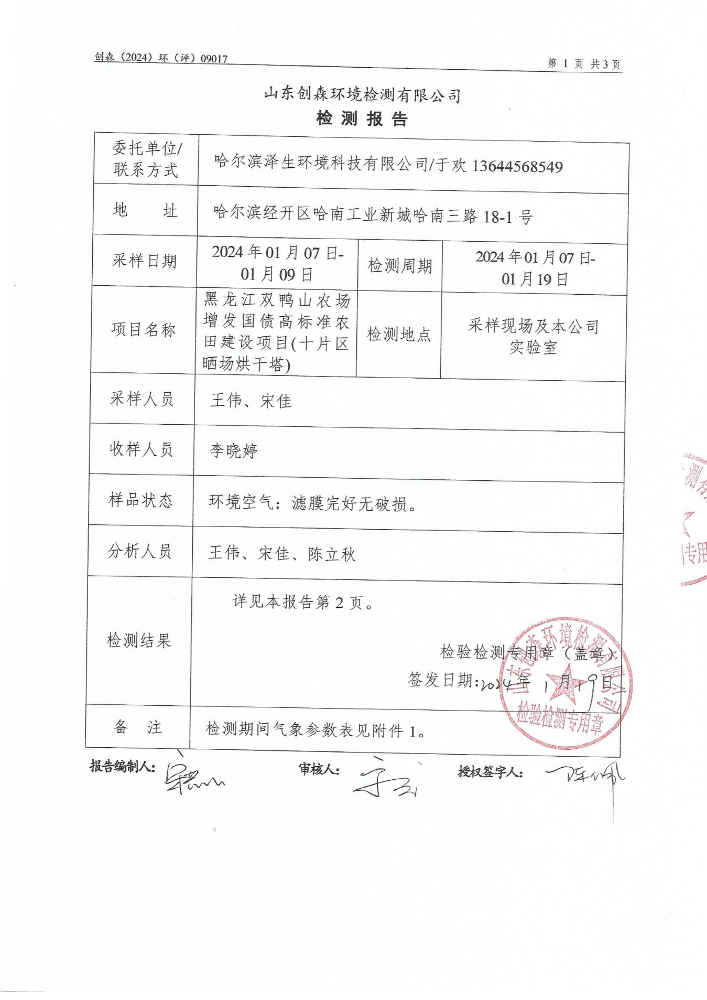 创森（2024）环（评）09017
第 1 页 共3页
山东创森环境检测有限公司
检 测 报 告
委托单位/
联系方式
哈尔滨泽生环境科技有限公司/于欢 13644568549
地 址
哈尔滨经开区哈南工业新城哈南三路 18-1 号
采样日期
2024 年 01 月 07 日-
01 月 09 日
检测周期
2024 年 01 月 07 日-
01 月 19 日
项目名称
黑龙江双鸭山农场
增发国债高标准农
田建设项目(十片区
晒场烘干塔)
检测地点
采样现场及本公司
实验室
采样人员
王伟、宋佳
收样人员
李晓婷
样品状态
环境空气：滤膜完好无破损。
分析人员
王伟、宋佳、陈立秋
检测结果
详见本报告第 2 页。
检验检测专用章（盖章）
签发日期:2024年 1 月 19日
山东创森环境检测有限公司
检验检测专用章
备 注
检测期间气象参数表见附件 1。
报告编制人：
审核人：
授权签字人：
测有
专用